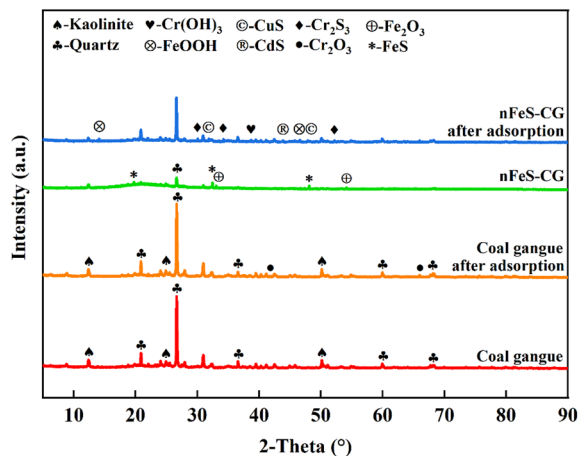 ♠-Kaolinite ♥-Cr(OH)₃ ©-CuS ♦-Cr₂S₃ ⊕-Fe₂O₃
♣-Quartz ⊗-FeOOH ®-CdS ●-Cr₂O₃ *-FeS
nFeS-CG
after adsorption
nFeS-CG
Coal gangue
after adsorption
Coal gangue
Intensity (a.u.)
10 20 30 40 50 60 70 80 90
2-Theta (°)